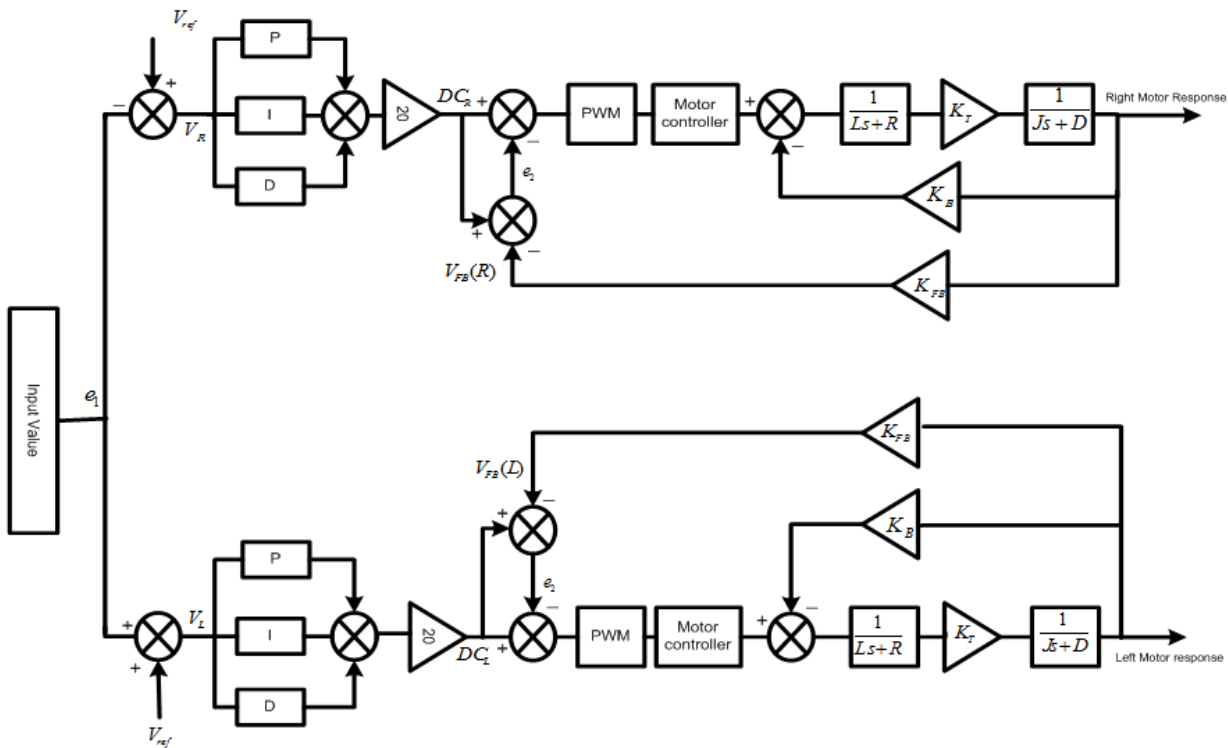 V_ref
+
−
V_R
P
I
D
20
DC_R
+
−
e_2
+
−
V_FB(R)
PWM
Motor
controller
+
−
1
Ls+R
K_T
1
Js+D
Right Motor Response
K_B
K_FB
Input Value
e_1
K_FB
V_FB(L)
−
+
K_B
e_2
−
P
I
D
V_L
+
+
V_ref
20
DC_L
+
PWM
Motor
controller
+
−
1
Ls+R
K_T
1
Js+D
Left Motor response